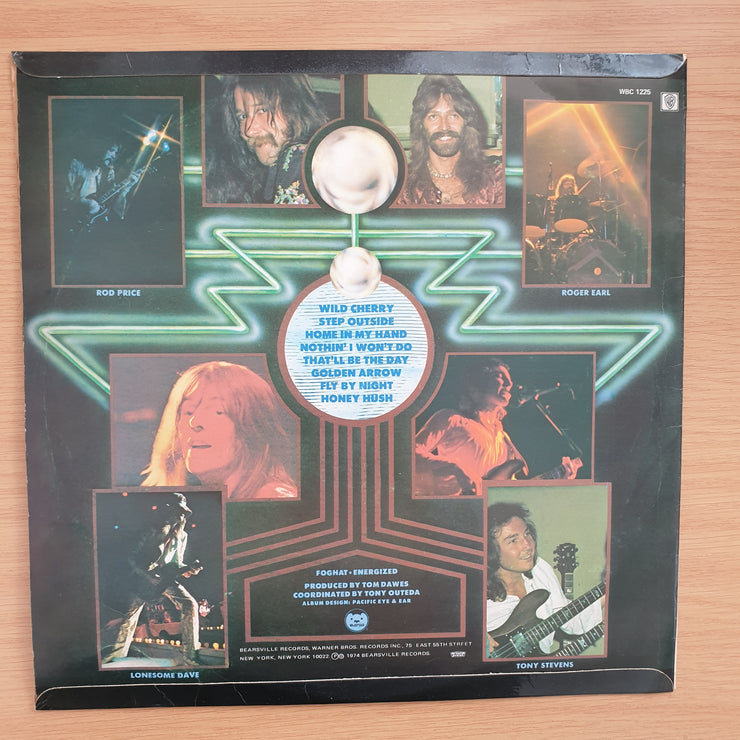 WBC 1225
ROD PRICE
ROGER EARL
WILD CHERRY
STEP OUTSIDE
HOME IN MY HAND
NOTHIN' I WON'T DO
THAT'LL BE THE DAY
GOLDEN ARROW
FLY BY NIGHT
HONEY HUSH
FOGHAT • ENERGIZED
PRODUCED BY TOM DAWES
COORDINATED BY TONY OUTEDA
ALBUM DESIGN: PACIFIC EYE & EAR
BEARSVILLE RECORDS, WARNER BROS. RECORDS INC., 75 EAST 55TH STREET
NEW YORK, NEW YORK 10022. ℗© 1974 BEARSVILLE RECORDS.
LONESOME DAVE
TONY STEVENS